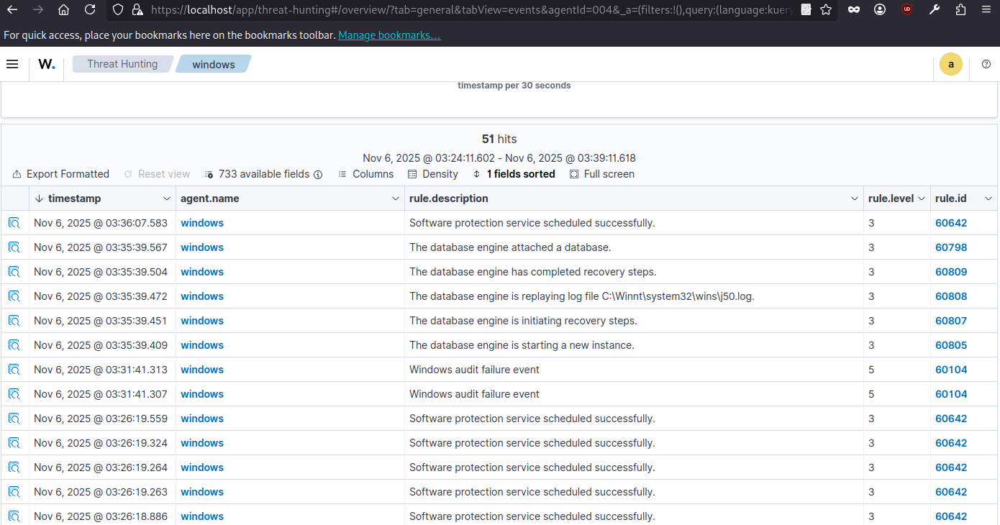 https://localhost/app/threat-hunting#/overview/?tab=general&tabView=events&agentId=004&_a=(filters:!(),query:(language:kuery
For quick access, place your bookmarks here on the bookmarks toolbar. Manage bookmarks…
W. Threat Hunting windows a
timestamp per 30 seconds
51 hits
Nov 6, 2025 @ 03:24:11.602 - Nov 6, 2025 @ 03:39:11.618
Export Formatted Reset view 733 available fields Columns Density 1 fields sorted Full screen
timestamp agent.name rule.description rule.level rule.id
Nov 6, 2025 @ 03:36:07.583 windows Software protection service scheduled successfully. 3 60642
Nov 6, 2025 @ 03:35:39.567 windows The database engine attached a database. 3 60798
Nov 6, 2025 @ 03:35:39.504 windows The database engine has completed recovery steps. 3 60809
Nov 6, 2025 @ 03:35:39.472 windows The database engine is replaying log file C:\Winnt\system32\wins\j50.log. 3 60808
Nov 6, 2025 @ 03:35:39.451 windows The database engine is initiating recovery steps. 3 60807
Nov 6, 2025 @ 03:35:39.409 windows The database engine is starting a new instance. 3 60805
Nov 6, 2025 @ 03:31:41.313 windows Windows audit failure event 5 60104
Nov 6, 2025 @ 03:31:41.307 windows Windows audit failure event 5 60104
Nov 6, 2025 @ 03:26:19.559 windows Software protection service scheduled successfully. 3 60642
Nov 6, 2025 @ 03:26:19.324 windows Software protection service scheduled successfully. 3 60642
Nov 6, 2025 @ 03:26:19.264 windows Software protection service scheduled successfully. 3 60642
Nov 6, 2025 @ 03:26:19.263 windows Software protection service scheduled successfully. 3 60642
Nov 6, 2025 @ 03:26:18.886 windows Software protection service scheduled successfully. 3 60642